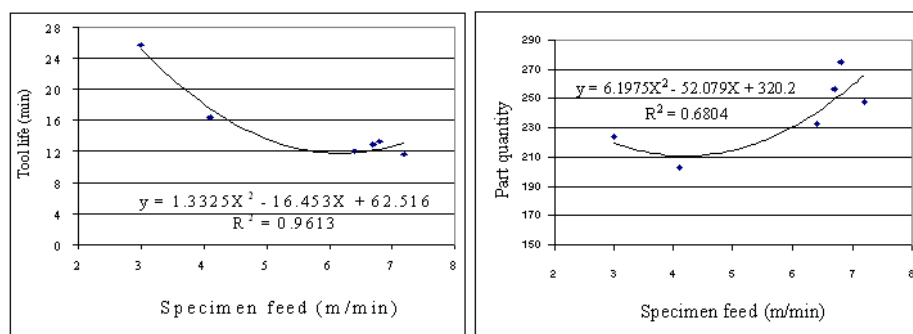 28
24
20
16
12
8
4
0
Tool life (min)
y = 1.3325X² - 16.453X + 62.516
R² = 0.9613
2 3 4 5 6 7 8
Specimen feed (m/min)
290
270
250
230
210
190
170
150
Part quantity
y = 6.1975X² - 52.079X + 320.2
R² = 0.6804
2 3 4 5 6 7 8
Specimen feed (m/min)